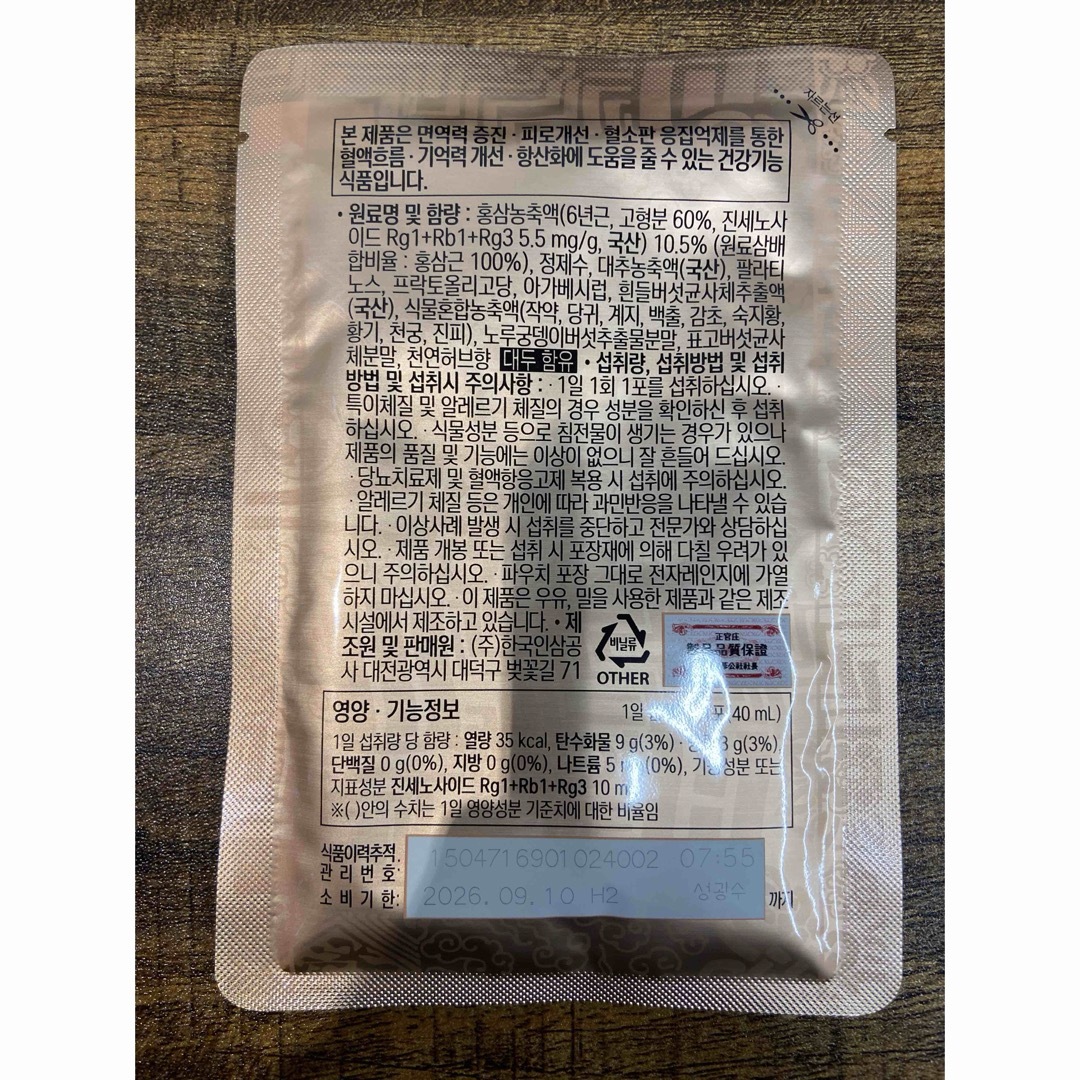 자르는선
본 제품은 면역력 증진 · 피로개선 · 혈소판 응집억제를 통한
혈액흐름 · 기억력 개선 · 항산화에 도움을 줄 수 있는 건강기능
식품입니다.
• 원료명 및 함량 : 홍삼농축액(6년근, 고형분 60%, 진세노사
이드 Rg1+Rb1+Rg3 5.5 mg/g, 국산) 10.5% (원료삼배
합비율 : 홍삼근 100%), 정제수, 대추농축액(국산), 팔라티
노스, 프락토올리고당, 아가베시럽, 흰들버섯균사체추출액
(국산), 식물혼합농축액(작약, 당귀, 계지, 백출, 감초, 숙지황,
황기, 천궁, 진피), 노루궁뎅이버섯추출물분말, 표고버섯균사
체분말, 천연허브향 대두 함유 • 섭취량, 섭취방법 및 섭취
방법 및 섭취시 주의사항 : · 1일 1회 1포를 섭취하십시오. ·
특이체질 및 알레르기 체질의 경우 성분을 확인하신 후 섭취
하십시오. · 식물성분 등으로 침전물이 생기는 경우가 있으나
제품의 품질 및 기능에는 이상이 없으니 잘 흔들어 드십시오.
· 당뇨치료제 및 혈액항응고제 복용 시 섭취에 주의하십시오.
· 알레르기 체질 등은 개인에 따라 과민반응을 나타낼 수 있습
니다. · 이상사례 발생 시 섭취를 중단하고 전문가와 상담하십
시오. · 제품 개봉 또는 섭취 시 포장재에 의해 다칠 우려가 있
으니 주의하십시오. · 파우치 포장 그대로 전자레인지에 가열
하지 마십시오. · 이 제품은 우유, 밀을 사용한 제품과 같은 제조
시설에서 제조하고 있습니다. • 제
조원 및 판매원 : (주)한국인삼공
사 대전광역시 대덕구 벚꽃길 71
비닐류
OTHER
正官庄
品質保證
公社社長
영양 · 기능정보
1일 (40 mL)
1일 섭취량 당 함량 : 열량 35 kcal, 탄수화물 9 g(3%) · g(3%),
단백질 0 g(0%), 지방 0 g(0%), 나트륨 5 (0%), 기능성분 또는
지표성분 진세노사이드 Rg1+Rb1+Rg3 10
※( )안의 수치는 1일 영양성분 기준치에 대한 비율임
식품이력추적 150471690102​4002 07:55
관리번호:
소비기한: 2026.09.10 H2 성광수 까지